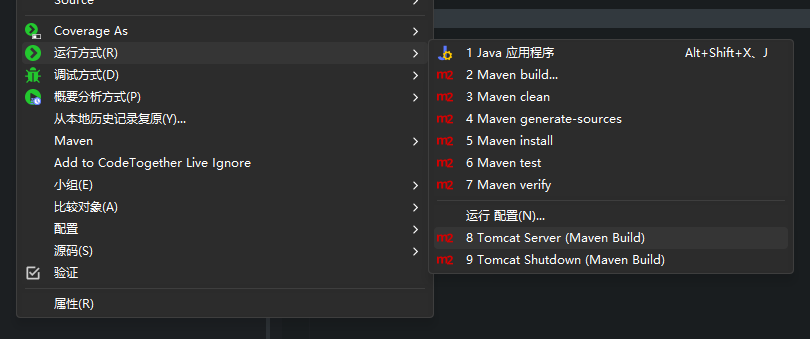 Source
Coverage As
运行方式(R)
调试方式(D)
概要分析方式(P)
从本地历史记录复原(Y)...
Maven
Add to CodeTogether Live Ignore
小组(E)
比较对象(A)
配置
源码(S)
验证
属性(R)
1 Java 应用程序 Alt+Shift+X、J
m2 2 Maven build...
m2 3 Maven clean
m2 4 Maven generate-sources
m2 5 Maven install
m2 6 Maven test
m2 7 Maven verify
运行 配置(N)...
m2 8 Tomcat Server (Maven Build)
m2 9 Tomcat Shutdown (Maven Build)